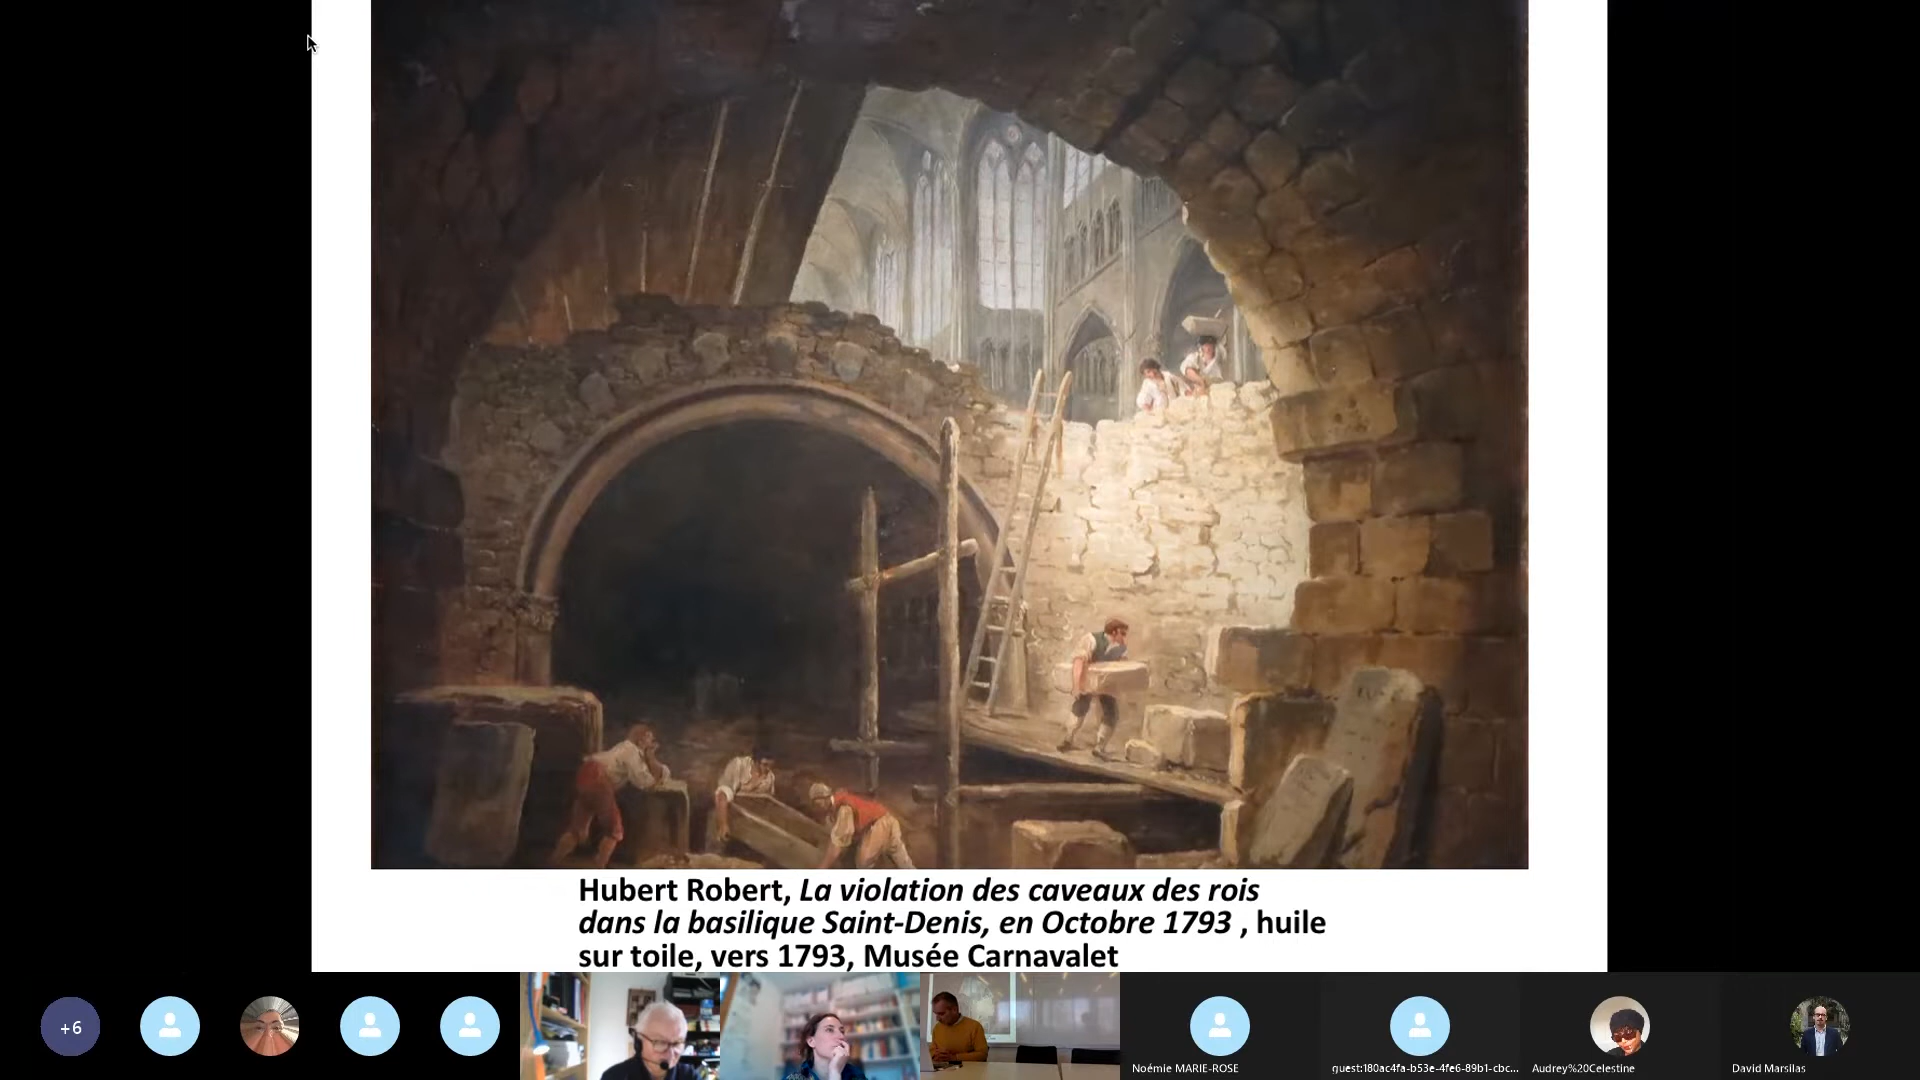 Hubert Robert, La violation des caveaux des rois
dans la basilique Saint-Denis, en Octobre 1793 , huile
sur toile, vers 1793, Musée Carnavalet
+6
Noémie MARIE-ROSE
guest:180ac4fa-b53e-4fe6-89b1-cbc...
Audrey%20Celestine
David Marsilas